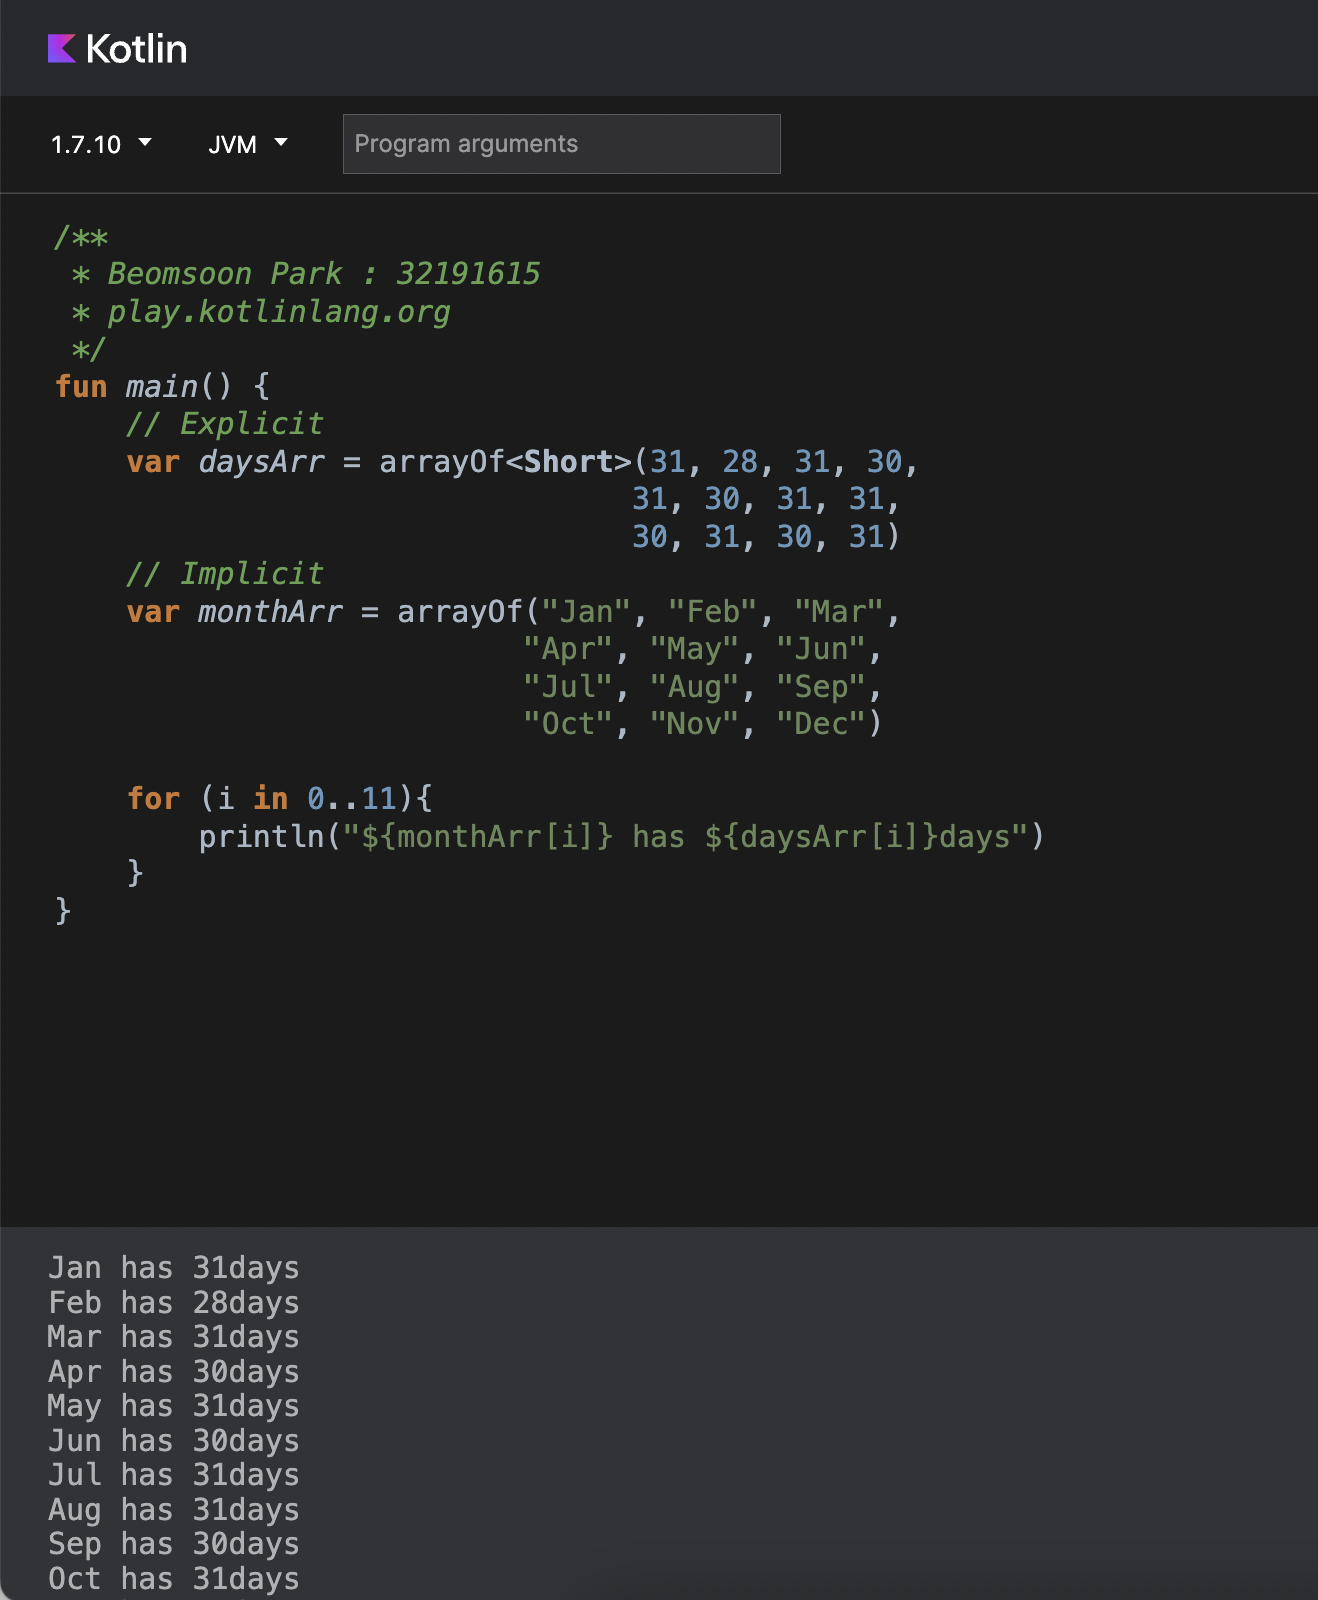 Kotlin
1.7.10 JVM Program arguments
/**
 * Beomsoon Park : 32191615
 * play.kotlinlang.org
 */
fun main() {
    // Explicit
    var daysArr = arrayOf<Short>(31, 28, 31, 30,
                                31, 30, 31, 31,
                                30, 31, 30, 31)
    // Implicit
    var monthArr = arrayOf("Jan", "Feb", "Mar",
                          "Apr", "May", "Jun",
                          "Jul", "Aug", "Sep",
                          "Oct", "Nov", "Dec")
    for (i in 0..11){
        println("${monthArr[i]} has ${daysArr[i]}days")
    }
}
Jan has 31days
Feb has 28days
Mar has 31days
Apr has 30days
May has 31days
Jun has 30days
Jul has 31days
Aug has 31days
Sep has 30days
Oct has 31days